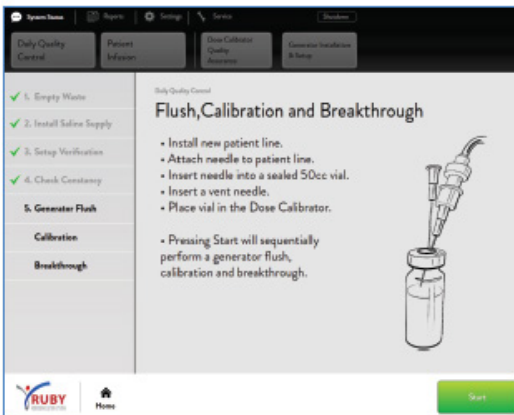 System Status
Reports
Settings
Service
Shutdown
Daily Quality
Control
Patient
Infusion
Dose Calibrator
Quality
Assurance
Generator Installation
& Setup
1. Empty Waste
2. Install Saline Supply
3. Setup Verification
4. Check Constancy
5. Generator Flush
Calibration
Breakthrough
Daily Quality Control
Flush,Calibration and Breakthrough
• Install new patient line.
• Attach needle to patient line.
• Insert needle into a sealed 50cc vial.
• Insert a vent needle.
• Place vial in the Dose Calibrator.
• Pressing Start will sequentially
perform a generator flush,
calibration and breakthrough.
RUBY
Home
Start